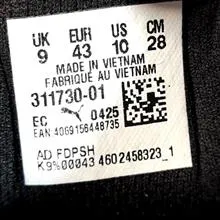 UK EUR US CM
9 43 10 28
MADE IN VIETNAM
FABRIQUÉ AU VIETNAM
311730-01
EC 0425
EAN 4069156448735
AD FDPSH
K9%00043 4602458323_1